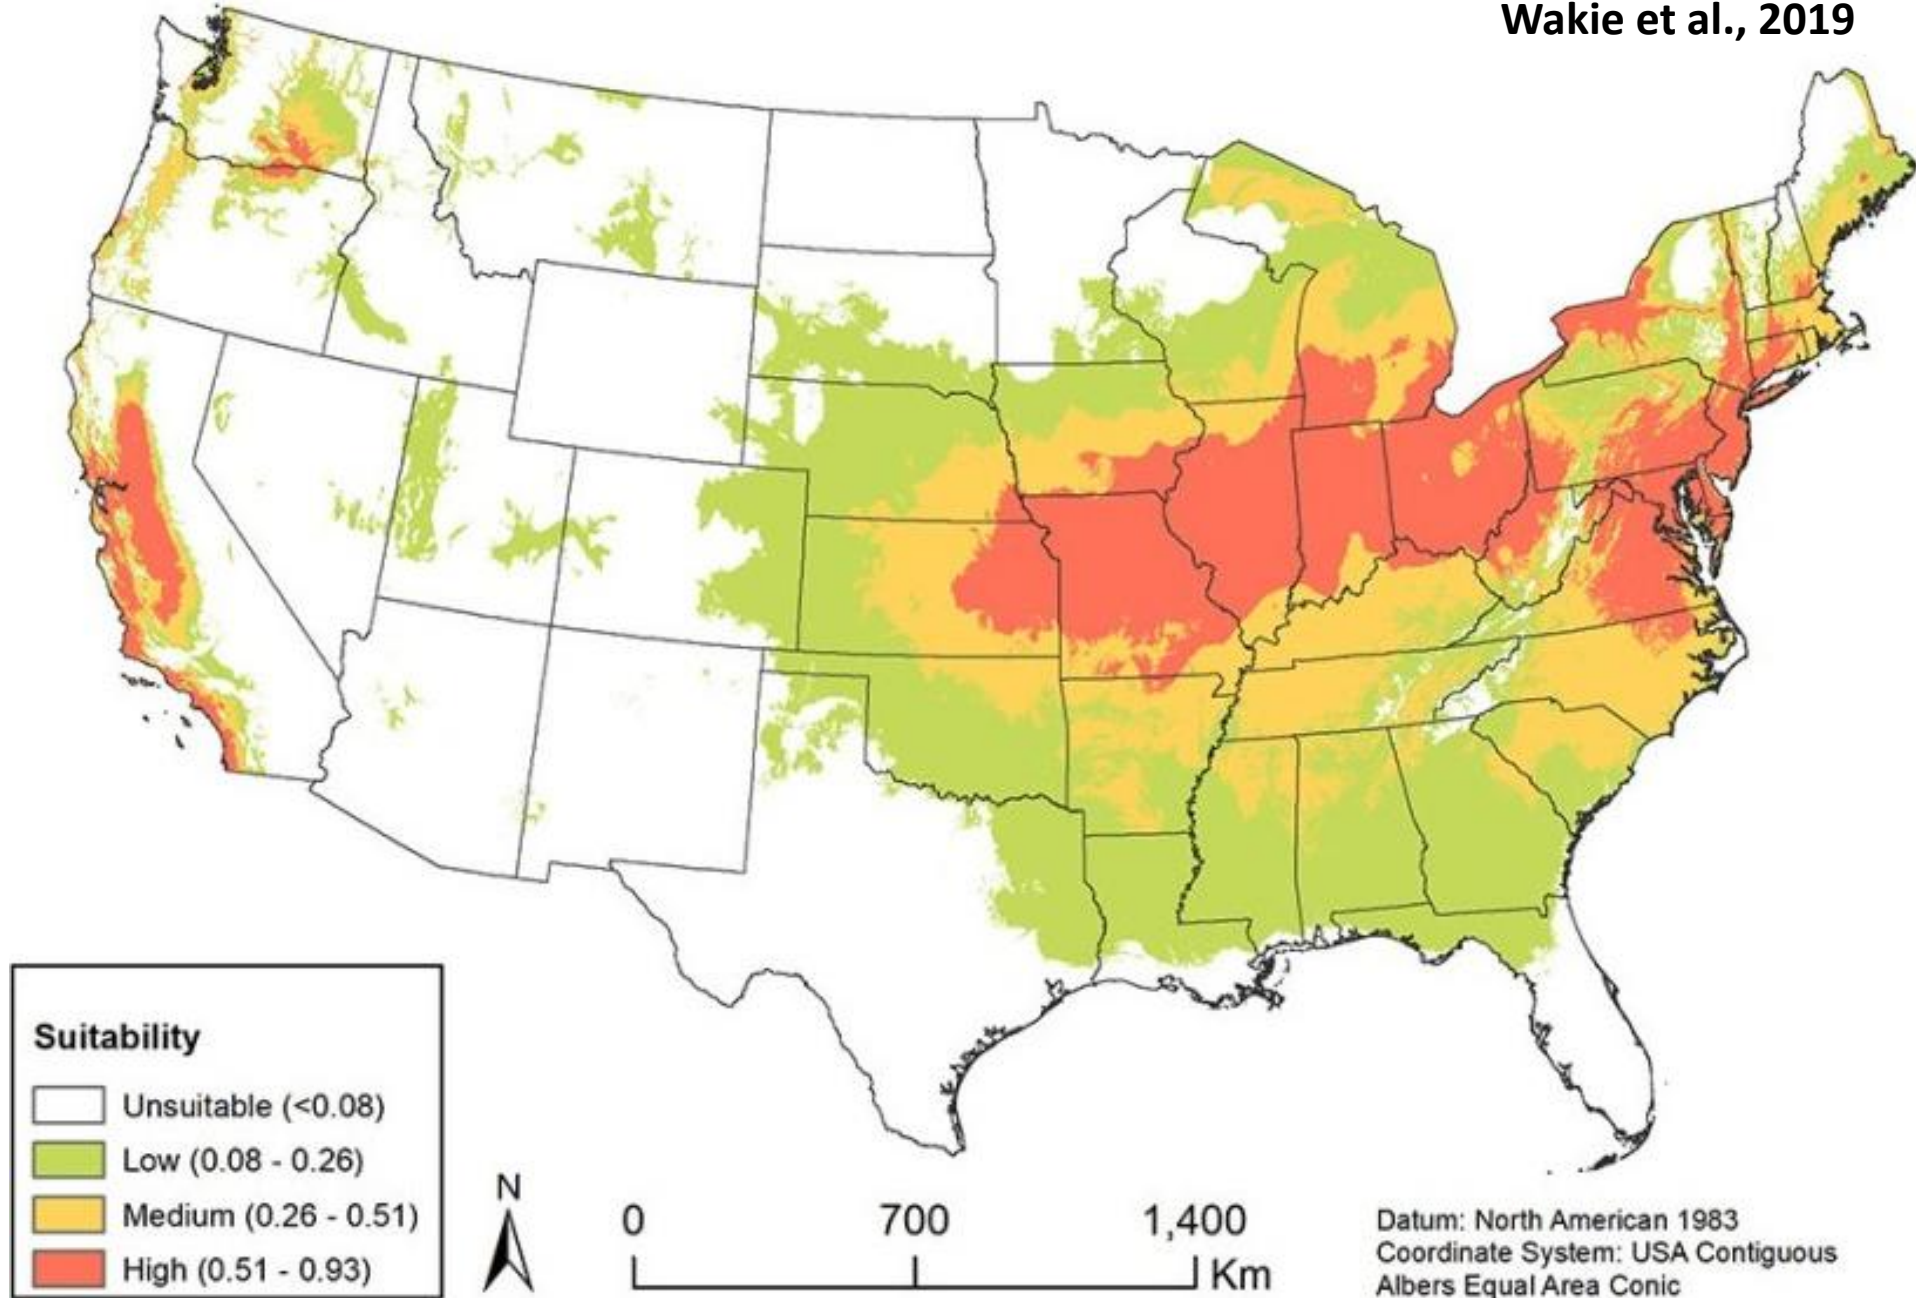 Wakie et al., 2019
Suitability
Unsuitable (<0.08)
Low (0.08 - 0.26)
Medium (0.26 - 0.51)
High (0.51 - 0.93)
N
0 700 1,400
Km
Datum: North American 1983
Coordinate System: USA Contiguous
Albers Equal Area Conic